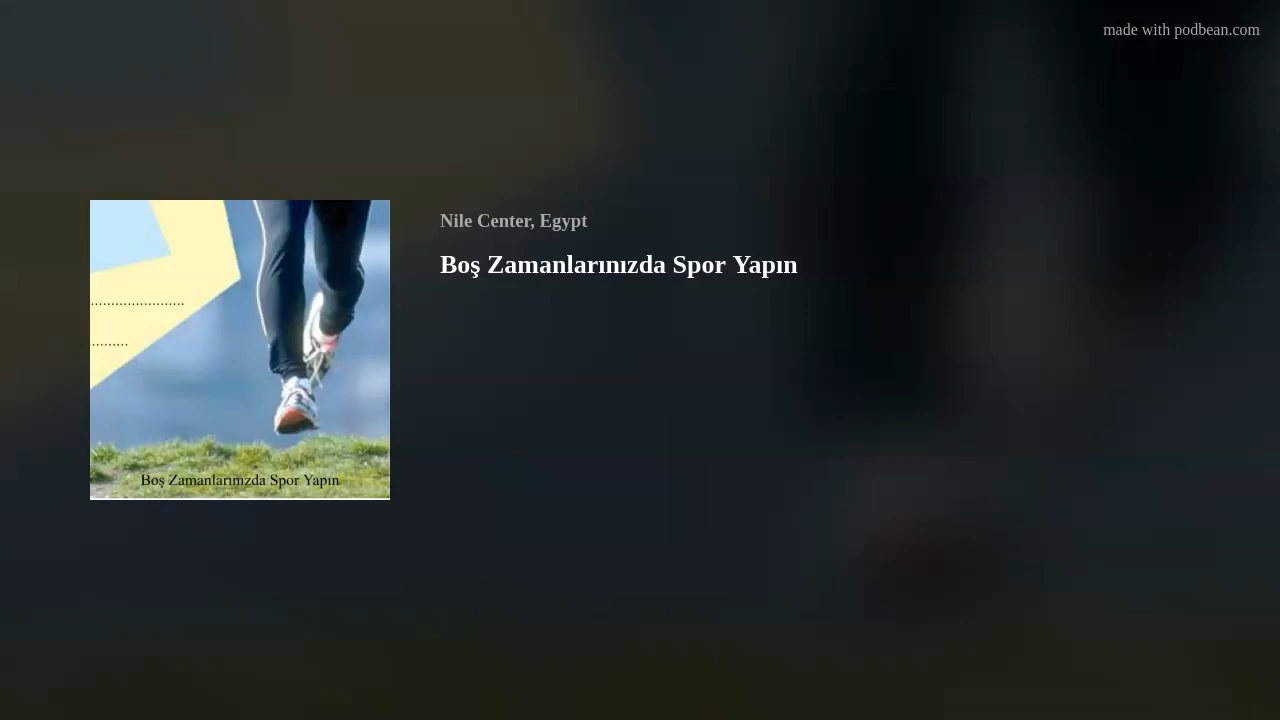 made with podbean.com
Nile Center, Egypt
Boş Zamanlarınızda Spor Yapın
........................
.........
Boş Zamanlarınızda Spor Yapın